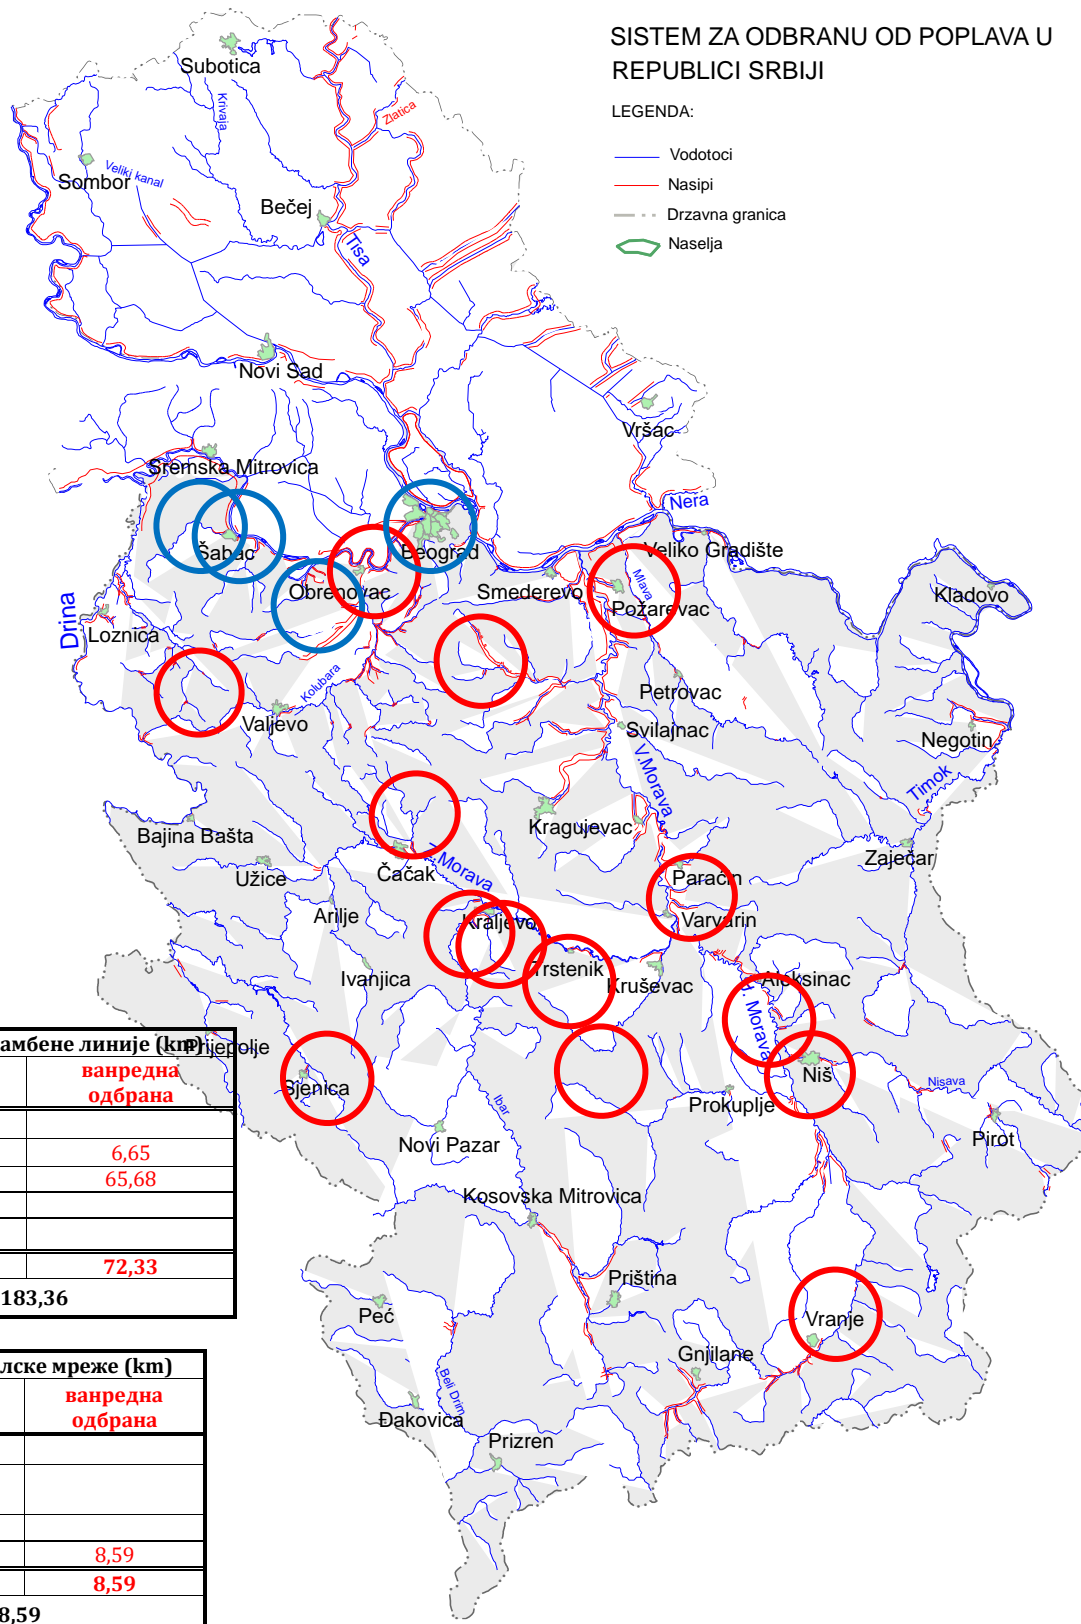 SISTEM ZA ODBRANU OD POPLAVA U
REPUBLICI SRBIJI
LEGENDA:
Vodotoci
Nasipi
Drzavna granica
Naselja
Subotica
Krivaja
Zlatica
Sombor
Veliki kanal
Bečej
Tisa
Novi Sad
Vršac
Sremska Mitrovica
Nera
Šabac
Beograd
Veliko Gradište
Obrenovac
Smederevo
Mlava
Požarevac
Kladovo
Drina
Loznica
Kolubara
Petrovac
Valjevo
Svilajnac
Negotin
V.Morava
Timok
Bajina Bašta
Kragujevac
Zaječar
Užice
Čačak
Z.Morava
Paraćin
Arilje
Kraljevo
Varvarin
Ivanjica
Trstenik
Kruševac
Aleksinac
J. Morava
Prijepolje
Sjenica
Niš
Nisava
Ibar
Prokuplje
Novi Pazar
Pirot
Kosovska Mitrovica
Priština
Peć
Vranje
Gnjilane
Beli Drim
Đakovica
Prizren
амбене линије (km)
ванредна
одбрана
6,65
65,68
72,33
183,36
лске мреже (km)
ванредна
одбрана
8,59
8,59
8,59